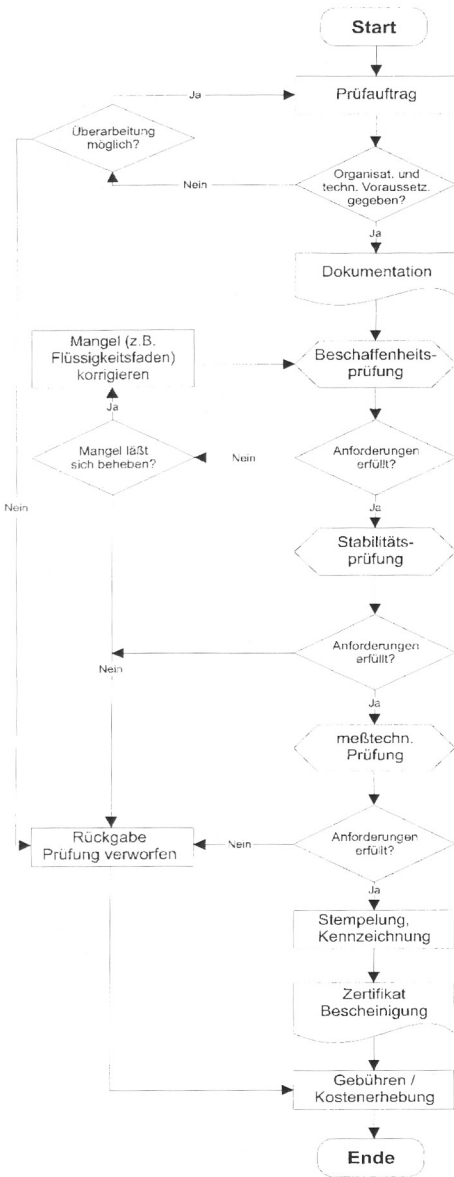 Start
Ja
Prüfauftrag
Überarbeitung
möglich?
Organisat. und
techn. Voraussetz.
gegeben?
Nein
Ja
Dokumentation
Mangel (z.B.
Flüssigkeitsfaden)
korrigieren
Beschaffenheits-
prüfung
Ja
Mangel läßt
sich beheben?
Nein
Anforderungen
erfüllt?
Nein
Ja
Stabilitäts-
prüfung
Anforderungen
erfüllt?
Nein
Ja
meßtechn.
Prüfung
Rückgabe
Prüfung verworfen
Nein
Anforderungen
erfüllt?
Ja
Stempelung,
Kennzeichnung
Zertifikat
Bescheinigung
Gebühren /
Kostenerhebung
Ende